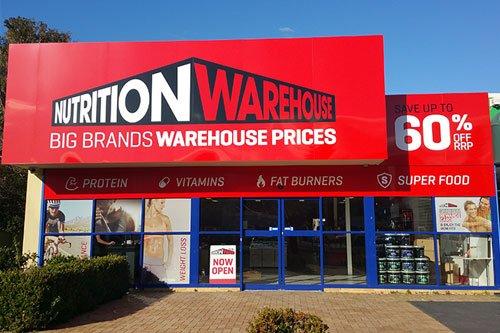 NUTRITION WAREHOUSE
BIG BRANDS WAREHOUSE PRICES
SAVE UP TO
60% OFF RRP
PROTEIN
VITAMINS
FAT BURNERS
SUPER FOOD
WEIGHT LOSS
NOW
OPEN